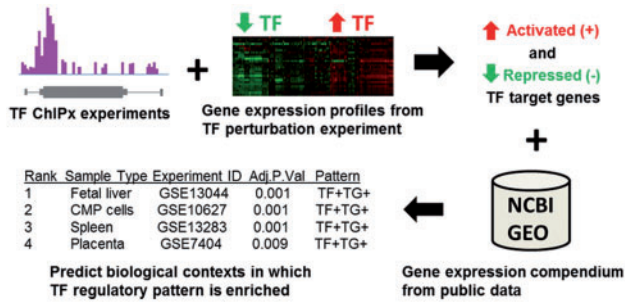 TF
TF
TF ChIPx experiments
Gene expression profiles from
TF perturbation experiment
Activated (+)
and
Repressed (-)
TF target genes
Rank Sample Type Experiment ID Adj.P.Val Pattern
1 Fetal liver GSE13044 0.001 TF+TG+
2 CMP cells GSE10627 0.001 TF+TG+
3 Spleen GSE13283 0.001 TF+TG+
4 Placenta GSE7404 0.009 TF+TG+
Predict biological contexts in which
TF regulatory pattern is enriched
NCBI
GEO
Gene expression compendium
from public data